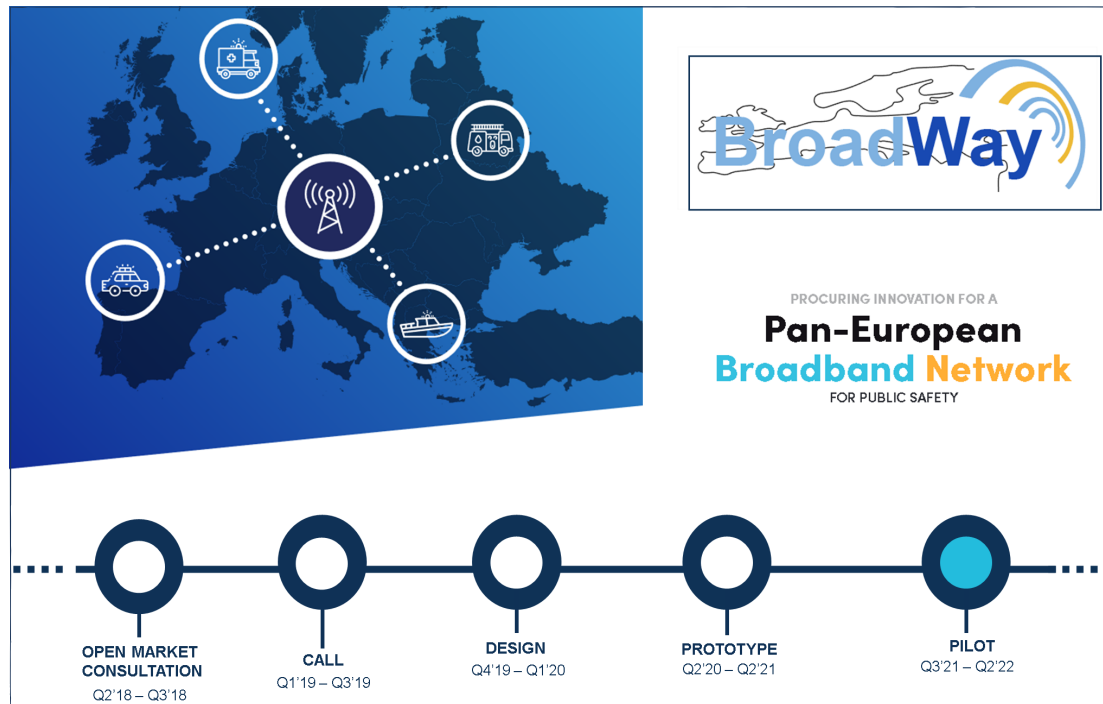 BroadWay
PROCURING INNOVATION FOR A
Pan-European
Broadband Network
FOR PUBLIC SAFETY
OPEN MARKET
CONSULTATION
Q2’18 – Q3’18
CALL
Q1’19 – Q3’19
DESIGN
Q4’19 – Q1’20
PROTOTYPE
Q2’20 – Q2’21
PILOT
Q3’21 – Q2’22